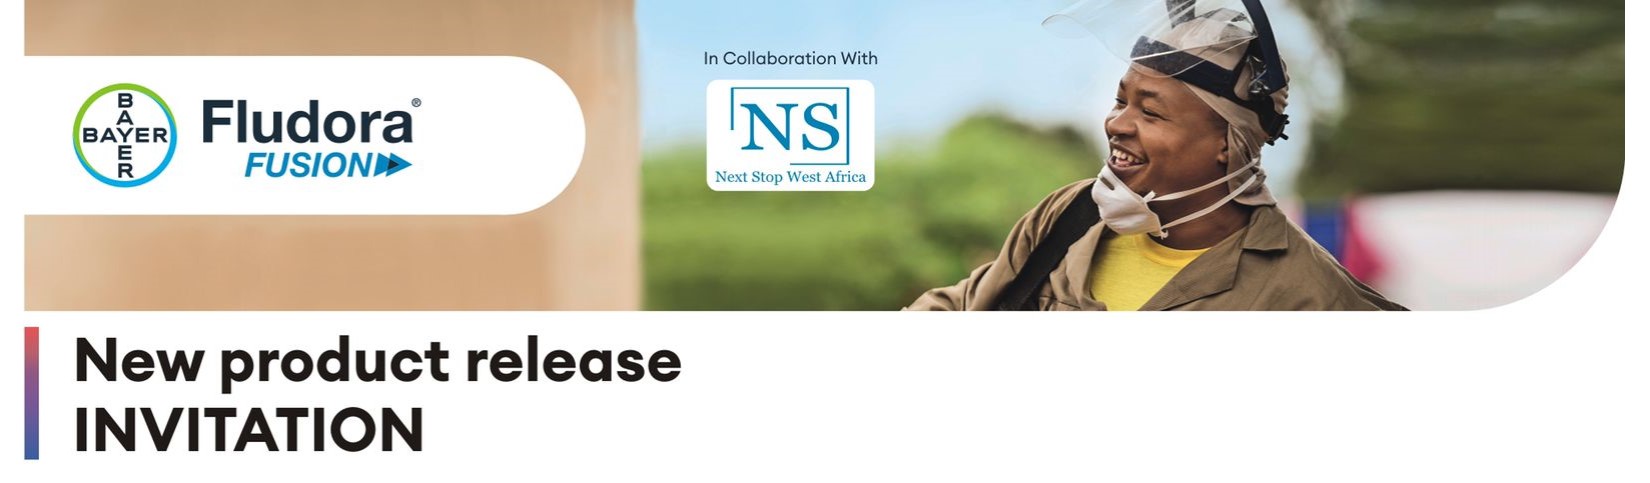 BAYER
BAYER
Fludora®
FUSION
In Collaboration With
NS
Next Stop West Africa
New product release
INVITATION